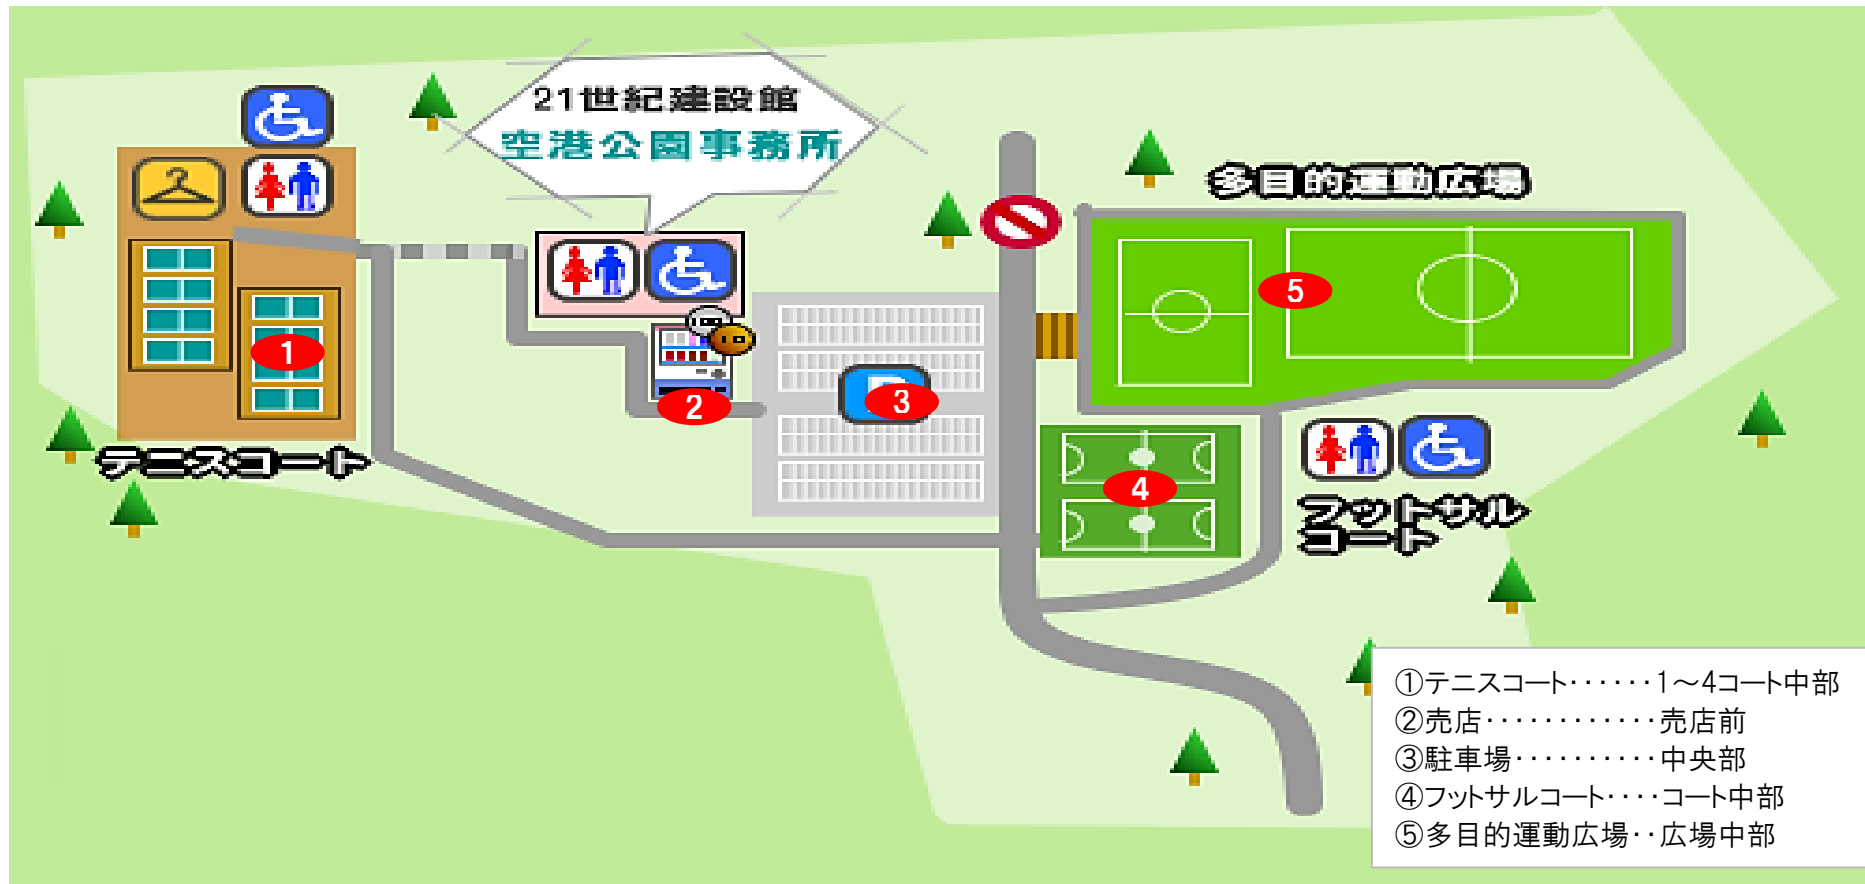 21世紀建設館
空港公園事務所
多目的運動広場
テニスコート
フットサル
コート
1
2
3
4
5
①テニスコート‥‥‥1～4コート中部
②売店‥‥‥‥‥‥売店前
③駐車場‥‥‥‥‥中央部
④フットサルコート‥‥コート中部
⑤多目的運動広場‥広場中部